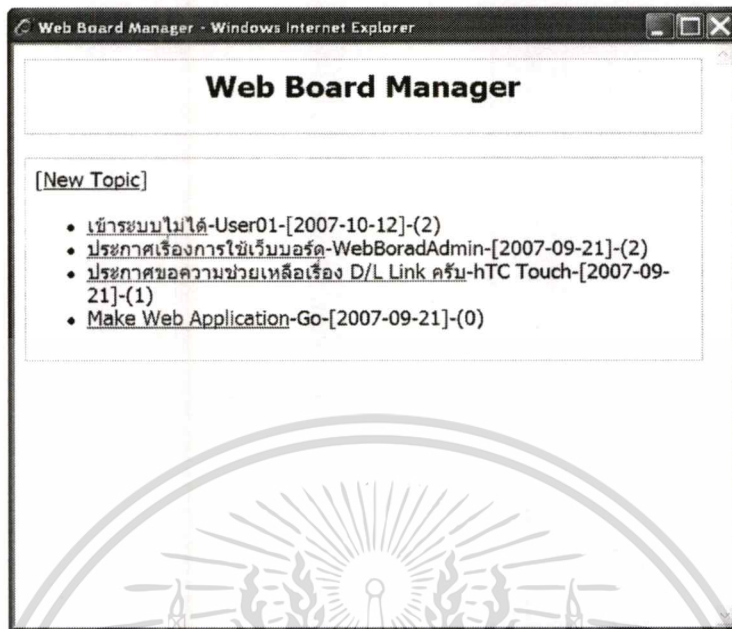 Web Board Manager - Windows Internet Explorer
Web Board Manager
[New Topic]
• เข้าระบบไม่ได้-User01-[2007-10-12]-(2)
• ประกาศเรื่องการใช้เว็บบอร์ด-WebBoradAdmin-[2007-09-21]-(2)
• ประกาศขอความช่วยเหลือเรื่อง D/L Link ครับ-hTC Touch-[2007-09-
21]-(1)
• Make Web Application-Go-[2007-09-21]-(0)